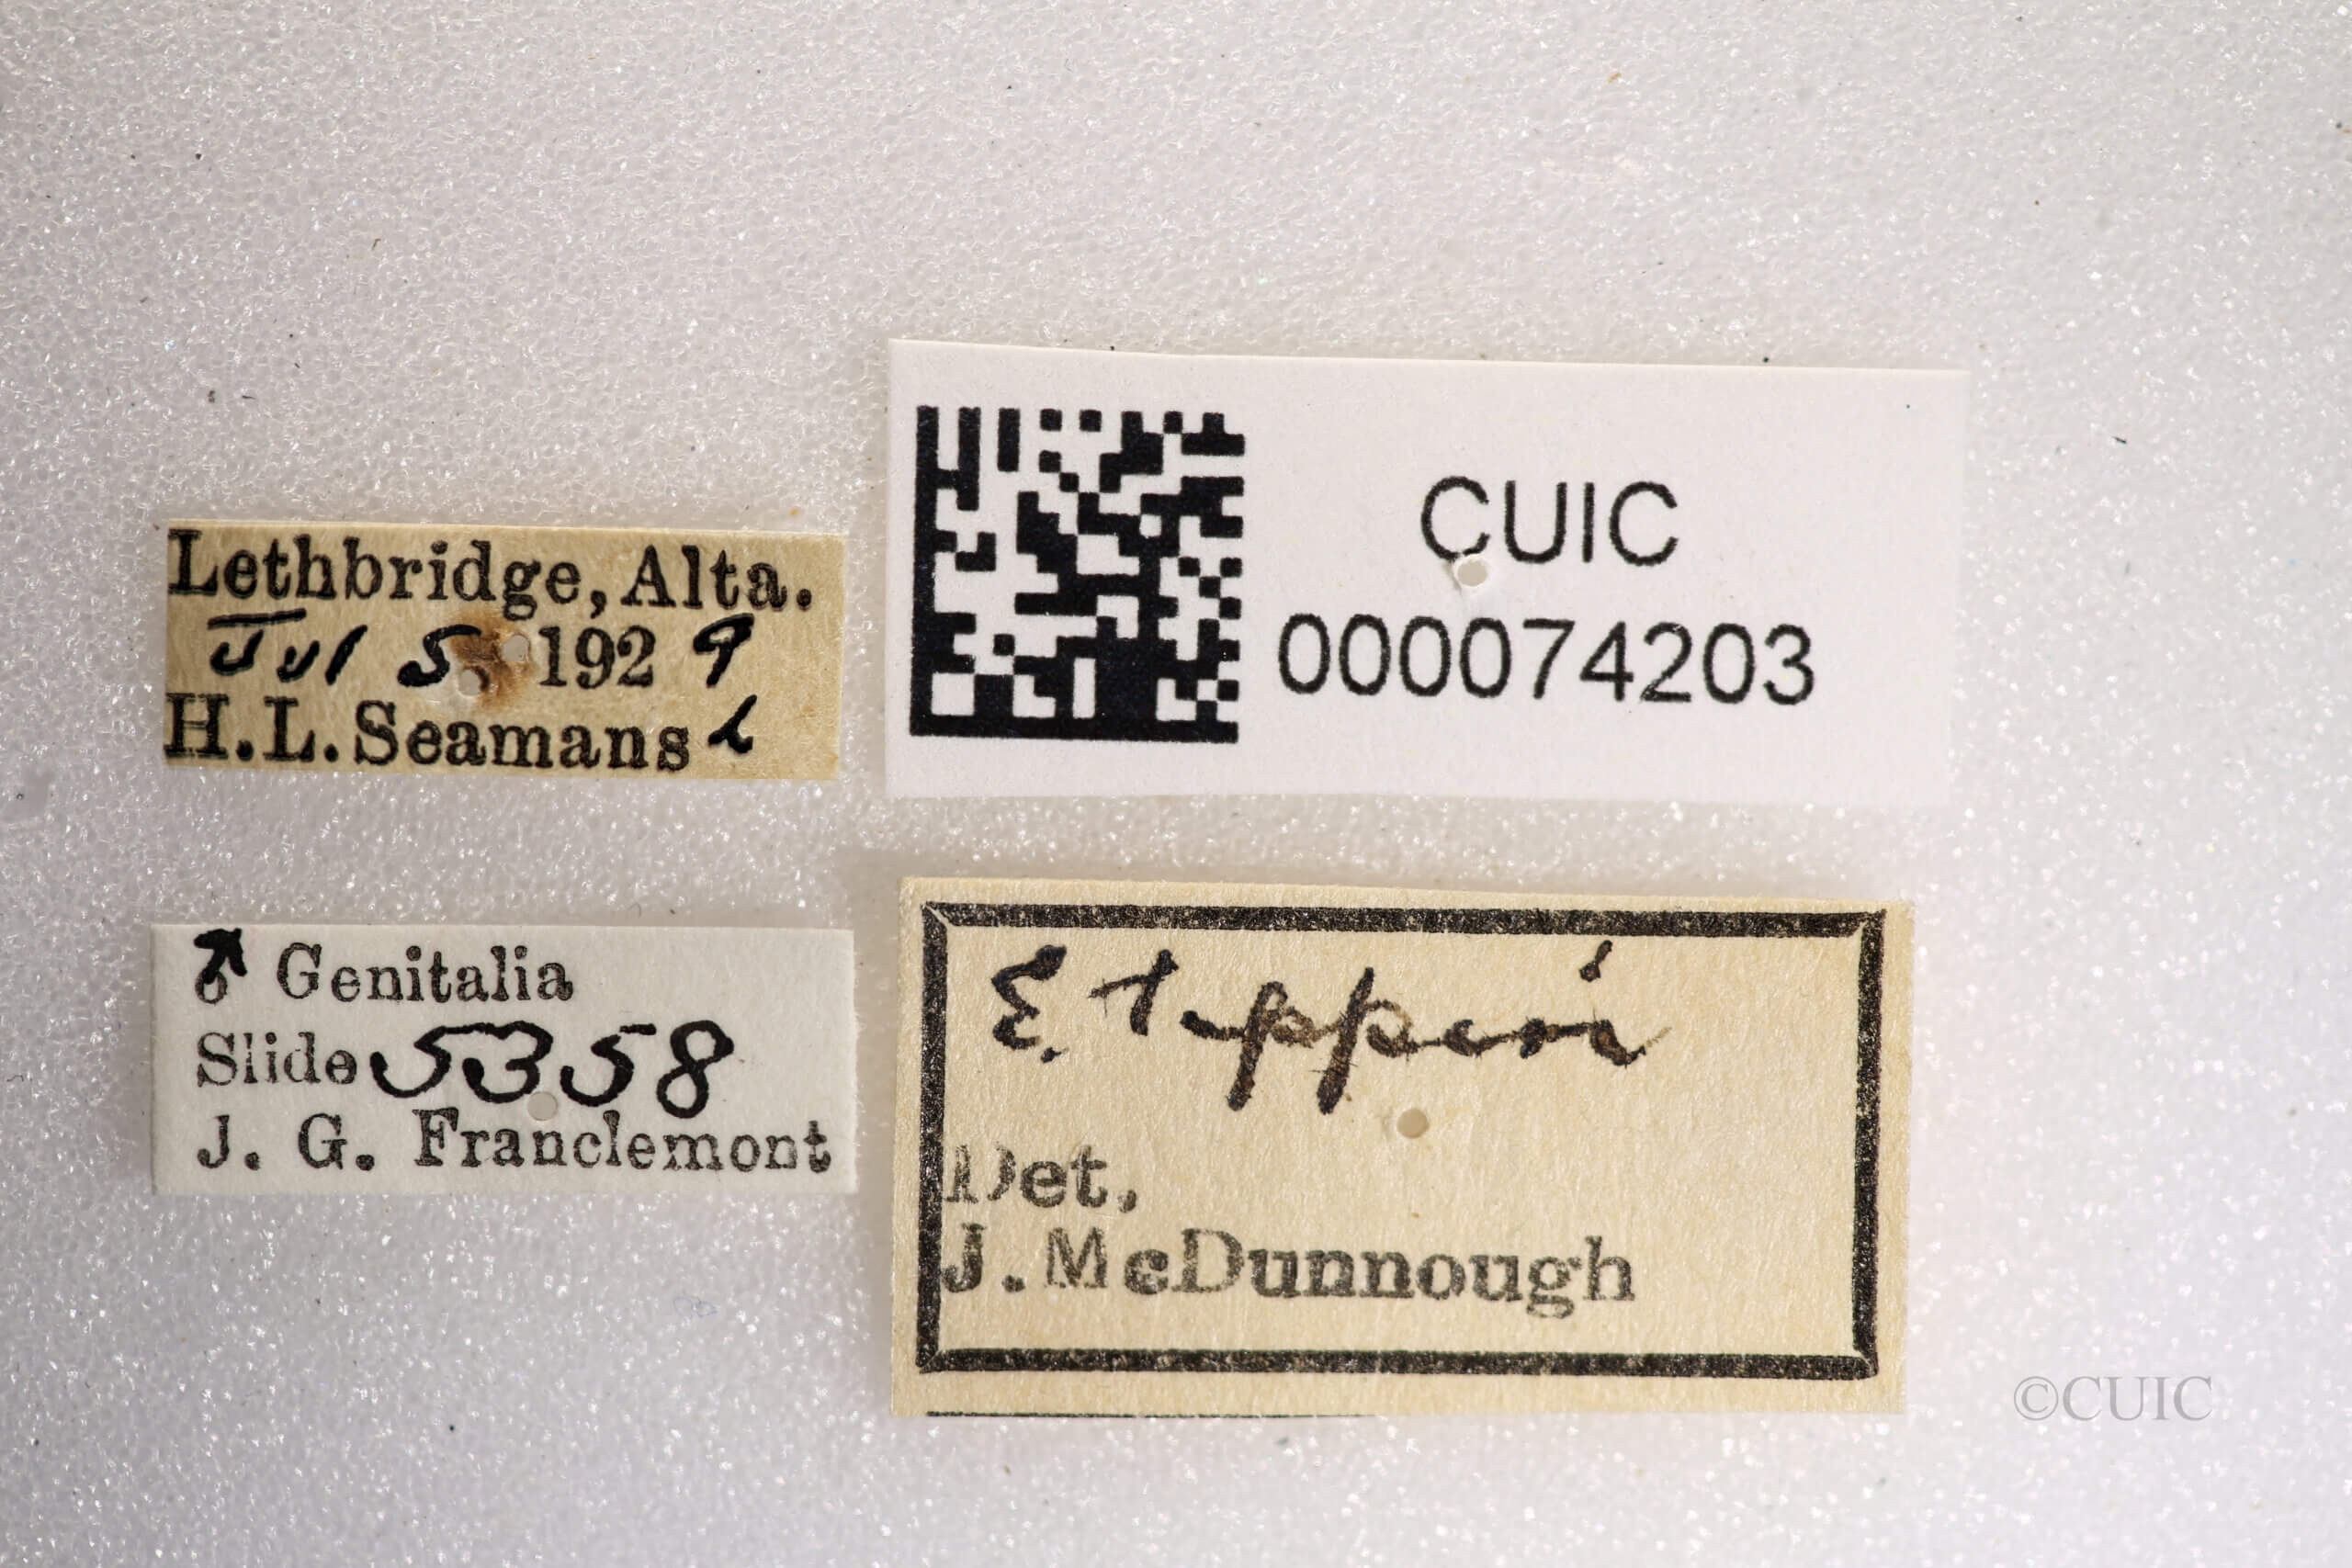 Lethbridge, Alta.
Jul 5 1929
H.L. Seamans L
CUIC
000074203
♂ Genitalia
Slide 5358
J. G. Franclemont
E. tepperi
Det.
J. McDunnough
©CUIC